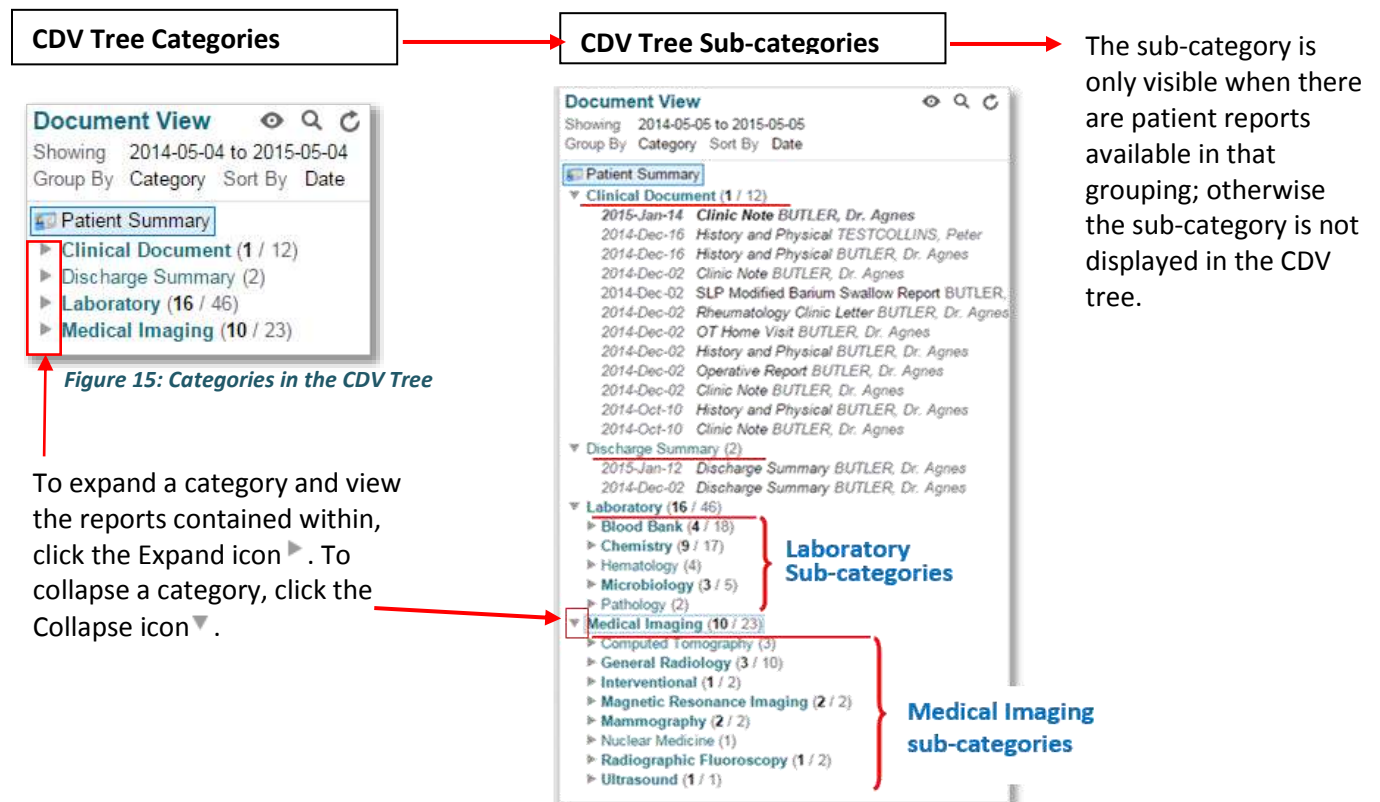 CDV Tree Categories
CDV Tree Sub-categories
The sub-category is
only visible when there
are patient reports
available in that
grouping; otherwise
the sub-category is not
displayed in the CDV
tree.
Document View
Showing 2014-05-04 to 2015-05-04
Group By Category Sort By Date
Patient Summary
Clinical Document (1 / 12)
Discharge Summary (2)
Laboratory (16 / 46)
Medical Imaging (10 / 23)
Figure 15: Categories in the CDV Tree
To expand a category and view
the reports contained within,
click the Expand icon . To
collapse a category, click the
Collapse icon .
Document View
Showing 2014-05-05 to 2015-05-05
Group By Category Sort By Date
Patient Summary
Clinical Document (1 / 12)
2015-Jan-14 Clinic Note BUTLER, Dr. Agnes
2014-Dec-16 History and Physical TESTCOLLINS, Peter
2014-Dec-16 History and Physical BUTLER, Dr. Agnes
2014-Dec-02 Clinic Note BUTLER, Dr. Agnes
2014-Dec-02 SLP Modified Barium Swallow Report BUTLER,
2014-Dec-02 Rheumatology Clinic Letter BUTLER, Dr. Agnes
2014-Dec-02 OT Home Visit BUTLER, Dr. Agnes
2014-Dec-02 History and Physical BUTLER, Dr. Agnes
2014-Dec-02 Operative Report BUTLER, Dr. Agnes
2014-Dec-02 Clinic Note BUTLER, Dr. Agnes
2014-Oct-10 History and Physical BUTLER, Dr. Agnes
2014-Oct-10 Clinic Note BUTLER, Dr. Agnes
Discharge Summary (2)
2015-Jan-12 Discharge Summary BUTLER, Dr. Agnes
2014-Dec-02 Discharge Summary BUTLER, Dr. Agnes
Laboratory (16 / 46)
Blood Bank (4 / 18)
Chemistry (9 / 17)
Hematology (4)
Microbiology (3 / 5)
Pathology (2)
Laboratory
Sub-categories
Medical Imaging (10 / 23)
Computed Tomography (3)
General Radiology (3 / 10)
Interventional (1 / 2)
Magnetic Resonance Imaging (2 / 2)
Mammography (2 / 2)
Nuclear Medicine (1)
Radiographic Fluoroscopy (1 / 2)
Ultrasound (1 / 1)
Medical Imaging
sub-categories